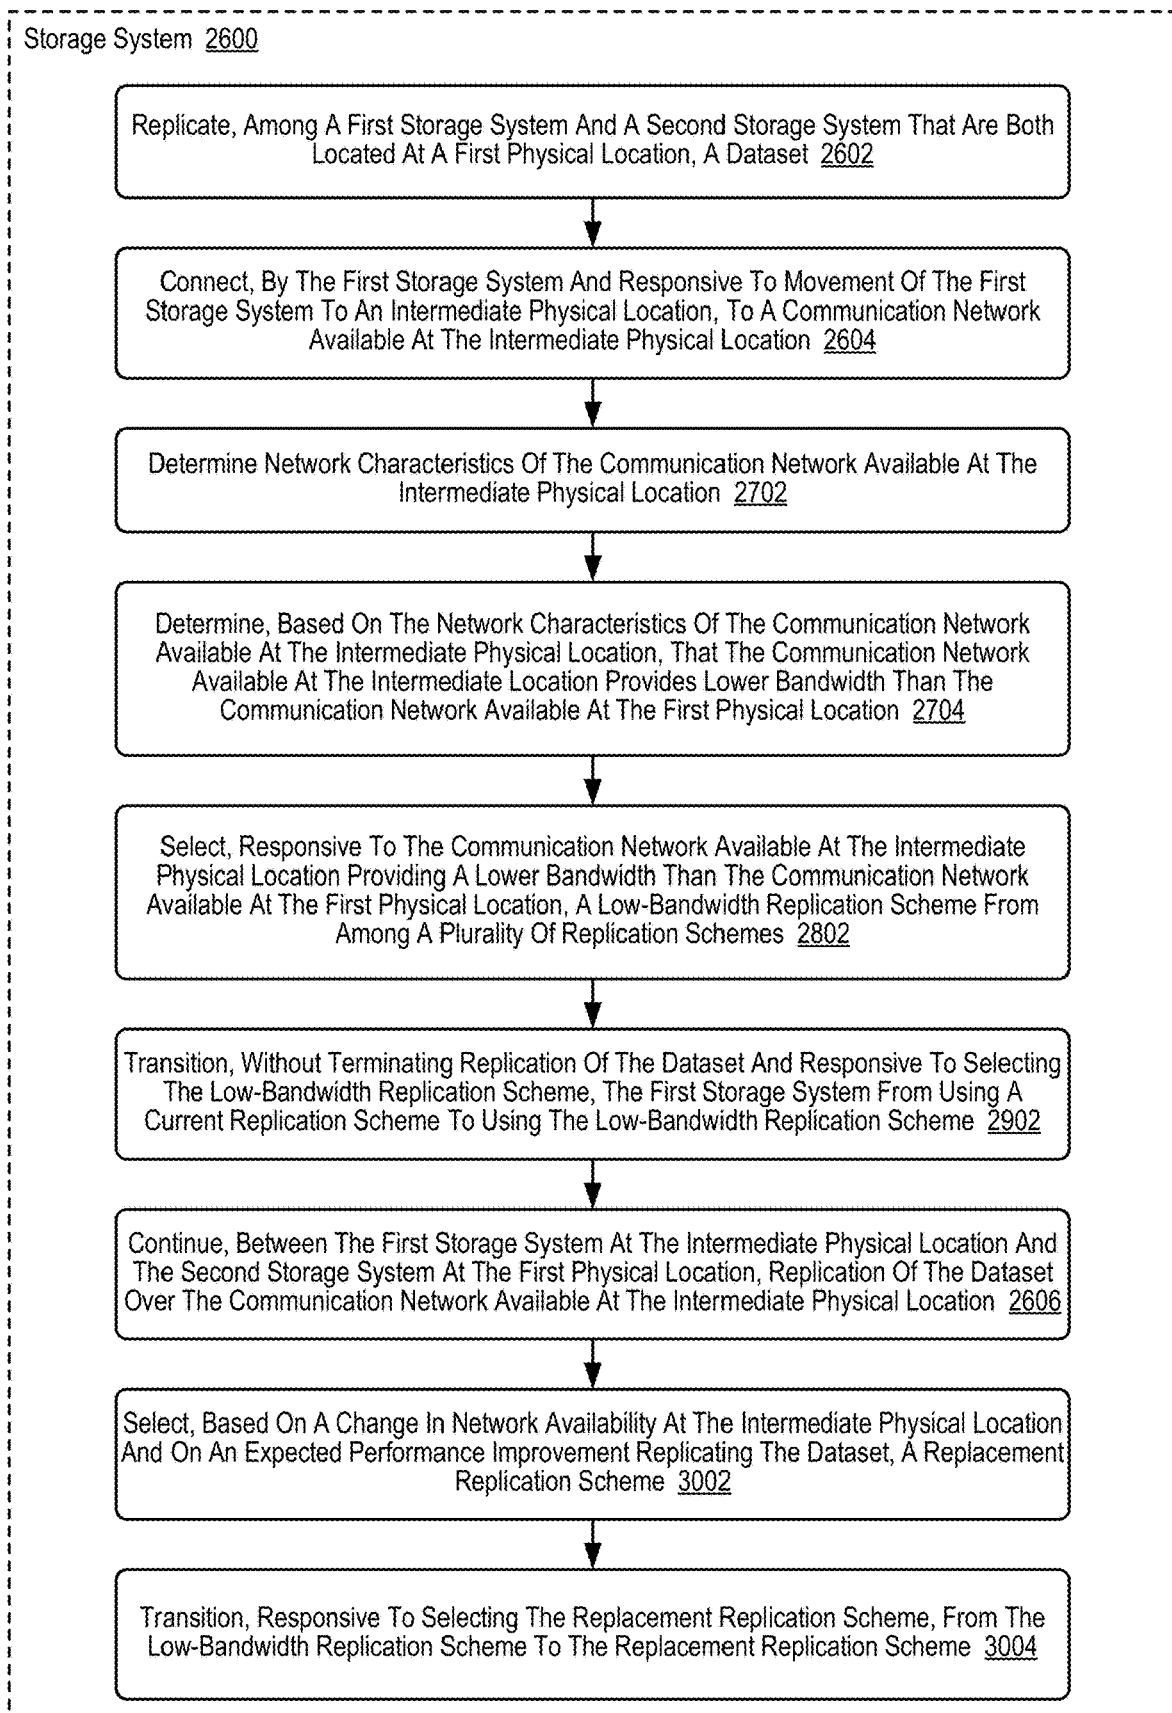 Storage System 2600
Replicate, Among A First Storage System And A Second Storage System That Are Both
Located At A First Physical Location, A Dataset 2602
Connect, By The First Storage System And Responsive To Movement Of The First
Storage System To An Intermediate Physical Location, To A Communication Network
Available At The Intermediate Physical Location 2604
Determine Network Characteristics Of The Communication Network Available At The
Intermediate Physical Location 2702
Determine, Based On The Network Characteristics Of The Communication Network
Available At The Intermediate Physical Location, That The Communication Network
Available At The Intermediate Location Provides Lower Bandwidth Than The
Communication Network Available At The First Physical Location 2704
Select, Responsive To The Communication Network Available At The Intermediate
Physical Location Providing A Lower Bandwidth Than The Communication Network
Available At The First Physical Location, A Low-Bandwidth Replication Scheme From
Among A Plurality Of Replication Schemes 2802
Transition, Without Terminating Replication Of The Dataset And Responsive To Selecting
The Low-Bandwidth Replication Scheme, The First Storage System From Using A
Current Replication Scheme To Using The Low-Bandwidth Replication Scheme 2902
Continue, Between The First Storage System At The Intermediate Physical Location And
The Second Storage System At The First Physical Location, Replication Of The Dataset
Over The Communication Network Available At The Intermediate Physical Location 2606
Select, Based On A Change In Network Availability At The Intermediate Physical Location
And On An Expected Performance Improvement Replicating The Dataset, A Replacement
Replication Scheme 3002
Transition, Responsive To Selecting The Replacement Replication Scheme, From The
Low-Bandwidth Replication Scheme To The Replacement Replication Scheme 3004